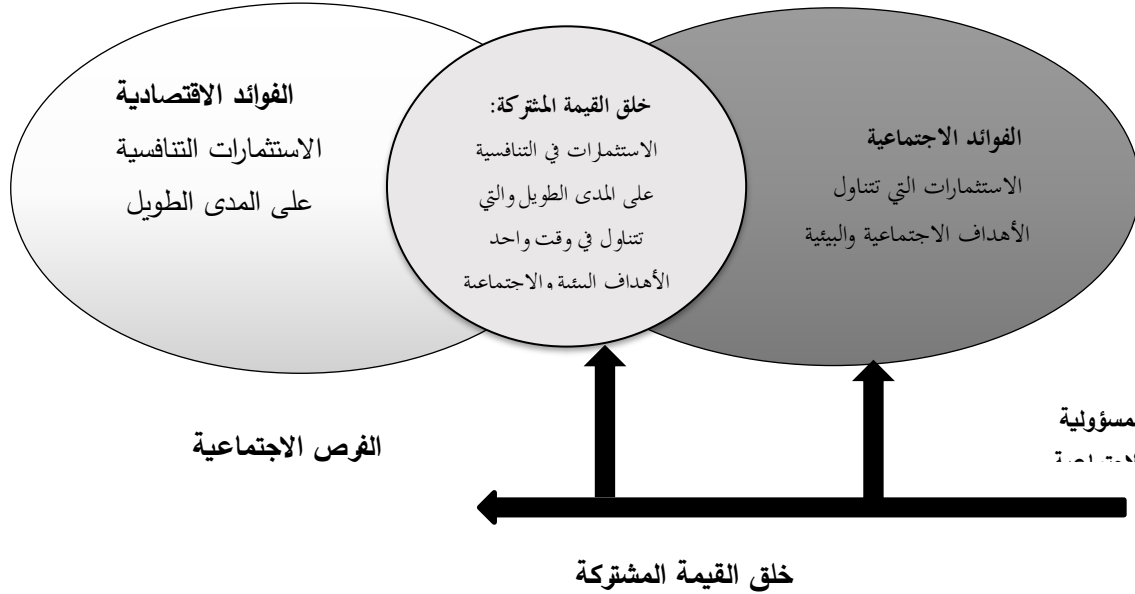 الفوائد الاقتصادية
الاستثمارات التنافسية
على المدى الطويل
خلق القيمة المشتركة:
الاستثمارات في التنافسية
على المدى الطويل والتي
تتناول في وقت واحد
الأهداف البيئية والاجتماعية
الفوائد الاجتماعية
الاستثمارات التي تتناول
الأهداف الاجتماعية والبيئية
الفرص الاجتماعية
مسؤولية
خلق القيمة المشتركة